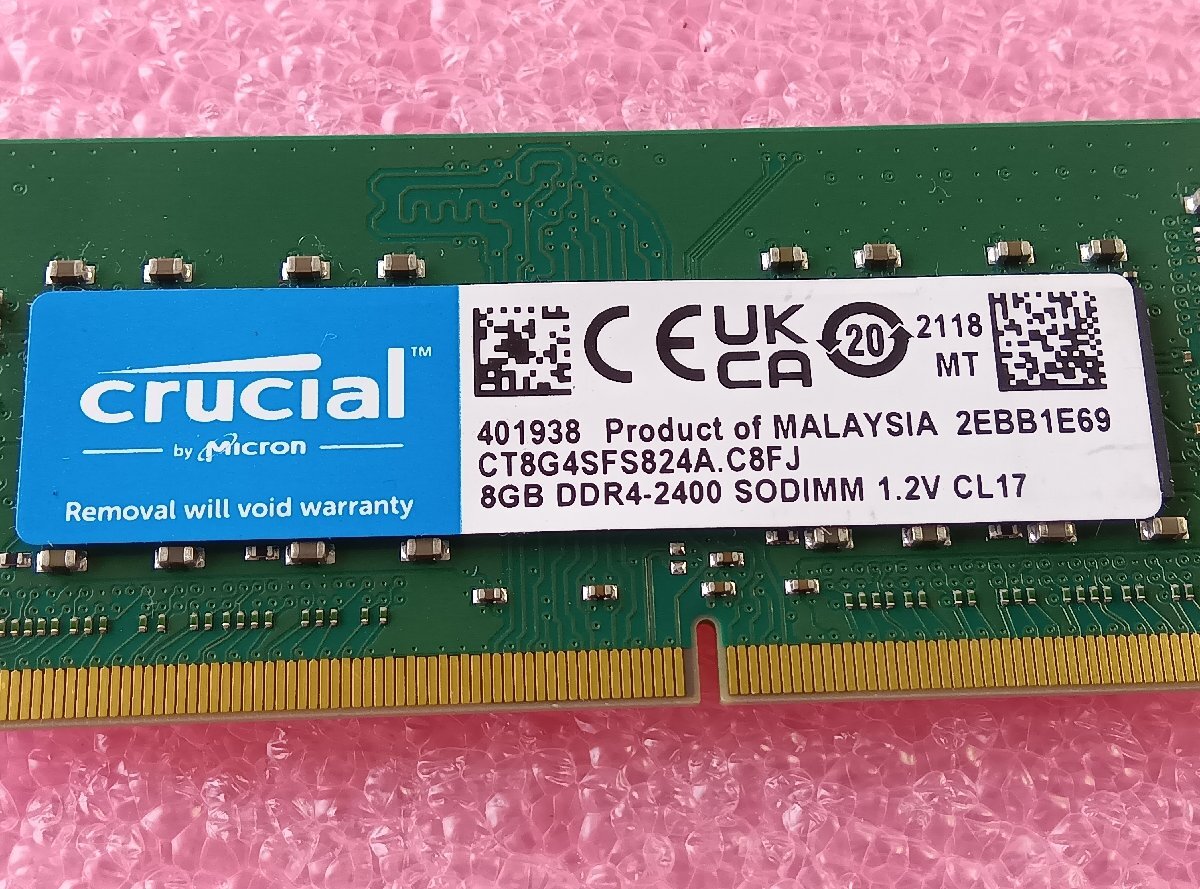 crucial™
by Micron
Removal will void warranty
CE UK CA 20 2118
MT
401938 Product of MALAYSIA 2EBB1E69
CT8G4SFS824A.C8FJ
8GB DDR4-2400 SODIMM 1.2V CL17